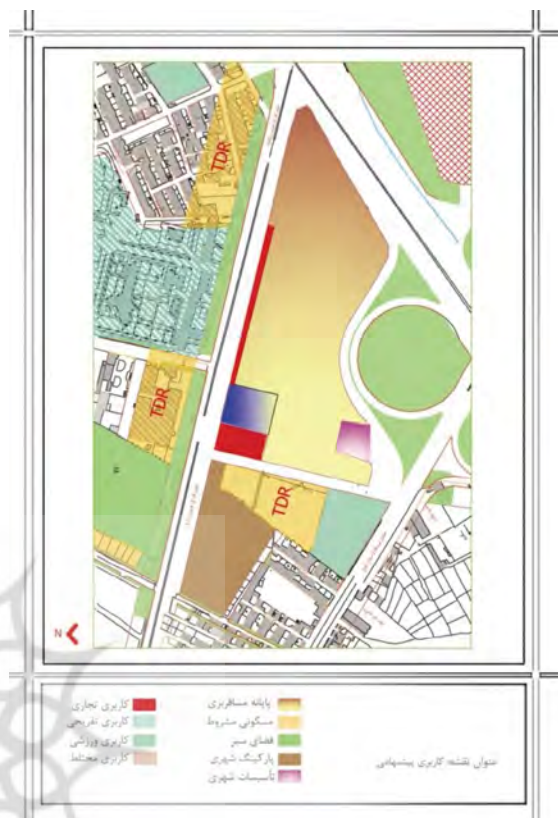 TDR
TDR
TDR
N
پایانه مسافربری
مسکونی مشروط
فضای سبز
پارکینگ شهری
تأسیسات شهری
کاربری تجاری
کاربری تفریحی
کاربری ورزشی
کاربری مختلط
عنوان نقشه: کاربری پیشنهادی